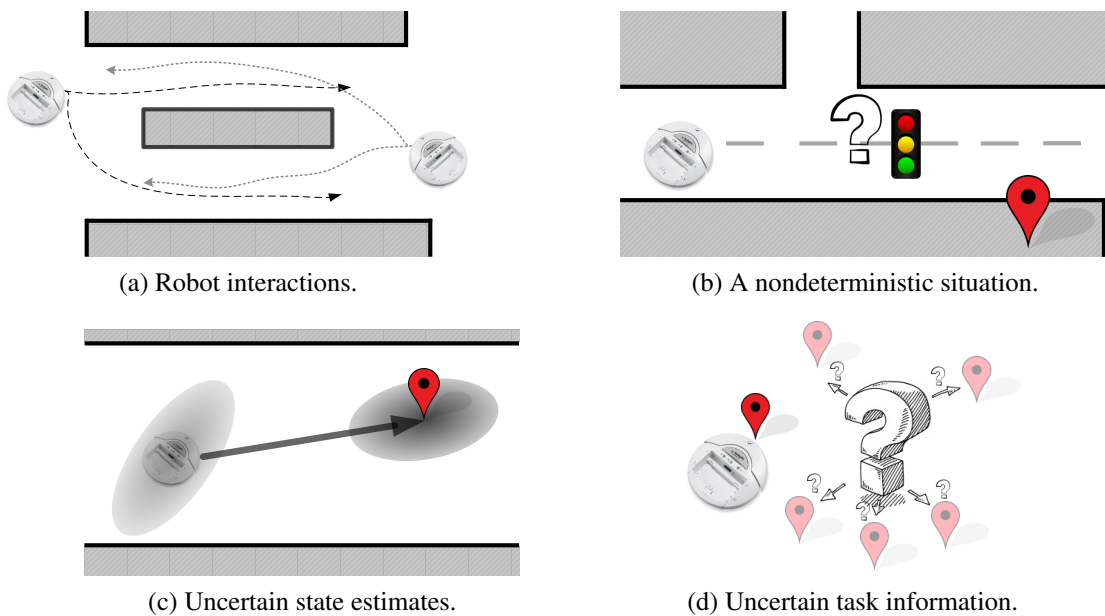 (a) Robot interactions.
(b) A nondeterministic situation.
?
(c) Uncertain state estimates.
(d) Uncertain task information.
?
?
?
?
?
?